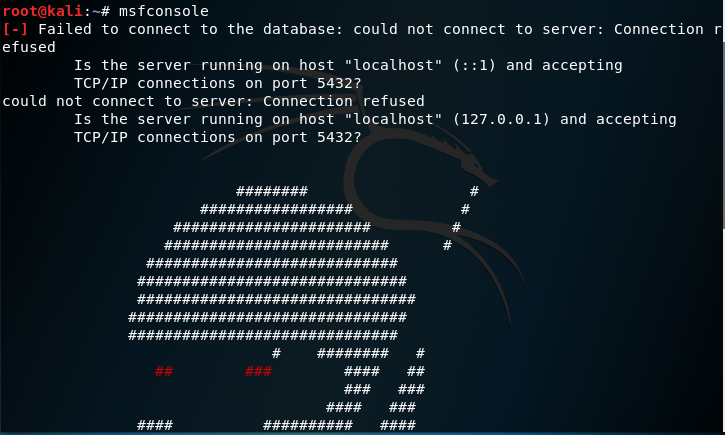 root@kali:~# msfconsole
[-] Failed to connect to the database: could not connect to server: Connection r
efused
        Is the server running on host "localhost" (::1) and accepting
        TCP/IP connections on port 5432?
could not connect to server: Connection refused
        Is the server running on host "localhost" (127.0.0.1) and accepting
        TCP/IP connections on port 5432?

                          ########                  #
                      #################            #
                   ######################         #
                  #########################      #
                ############################
               ##############################
               ###############################
              ###############################
              ##############################
                              #    ########   #
                 ##        ###        ####   ##
                                      ###   ###
                                    ####   ###
               ####          ##########   ####